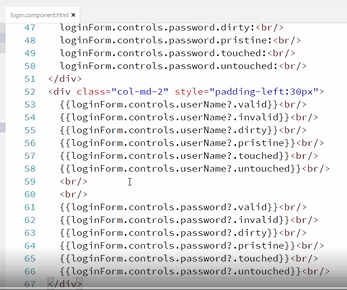 login.component.html ×
47 loginForm.controls.password.dirty:<br/>
48 loginForm.controls.password.pristine:<br/>
49 loginForm.controls.password.touched:<br/>
50 loginForm.controls.password.untouched:<br/>
51 </div>
52 <div class="col-md-2" style="padding-left:30px">
53 {{loginForm.controls.userName?.valid}}<br/>
54 {{loginForm.controls.userName?.invalid}}<br/>
55 {{loginForm.controls.userName?.dirty}}<br/>
56 {{loginForm.controls.userName?.pristine}}<br/>
57 {{loginForm.controls.userName?.touched}}<br/>
58 {{loginForm.controls.userName?.untouched}}<br/>
59 <br/>
60 <br/>
61 {{loginForm.controls.password?.valid}}<br/>
62 {{loginForm.controls.password?.invalid}}<br/>
63 {{loginForm.controls.password?.dirty}}<br/>
64 {{loginForm.controls.password?.pristine}}<br/>
65 {{loginForm.controls.password?.touched}}<br/>
66 {{loginForm.controls.password?.untouched}}<br/>
67 </div>